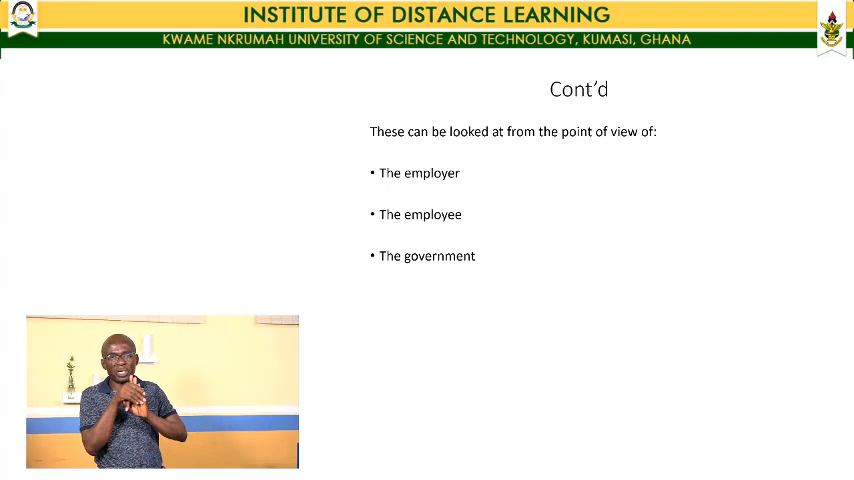 INSTITUTE OF DISTANCE LEARNING
KWAME NKRUMAH UNIVERSITY OF SCIENCE AND TECHNOLOGY, KUMASI, GHANA
Cont’d
These can be looked at from the point of view of:
• The employer
• The employee
• The government